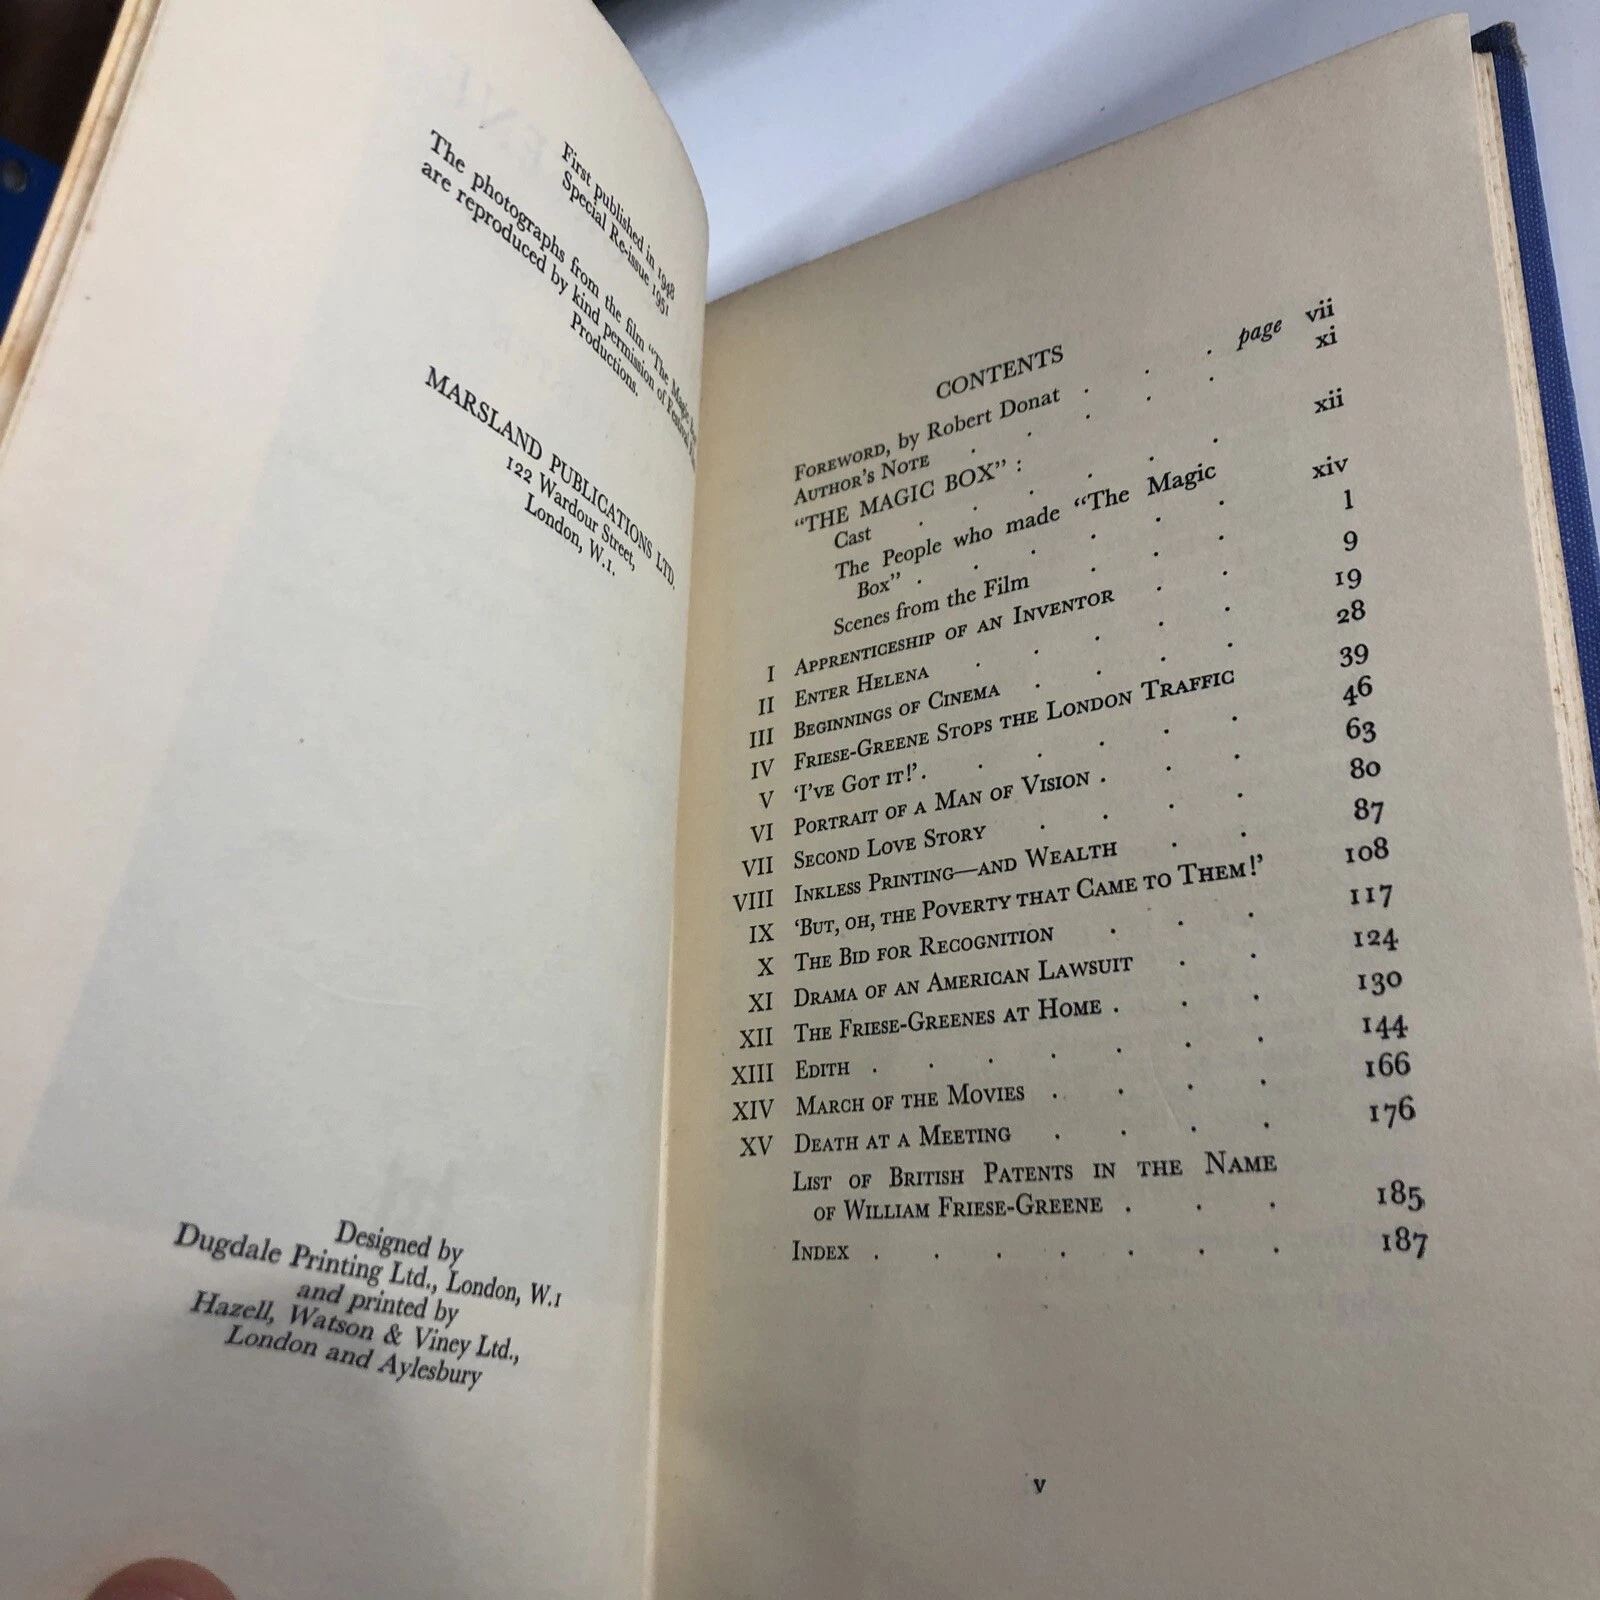 First published in 1948
Special Re-issue 1951
The photographs from the film "The Magic Box
are reproduced by kind permission of Festival
Productions.
MARSLAND PUBLICATIONS LTD.
122 Wardour Street,
London, W.1.
Designed by
Dugdale Printing Ltd., London, W.1
and printed by
Hazell, Watson & Viney Ltd.,
London and Aylesbury
CONTENTS
FOREWORD, by Robert Donat . . . page vii
AUTHOR'S NOTE . . . . . xi
"THE MAGIC BOX" :
Cast . . . . . . xii
The People who made "The Magic
Box" . . . . . . xiv
Scenes from the Film . . . 1
I APPRENTICESHIP OF AN INVENTOR . . 9
II ENTER HELENA . . . . . 19
III BEGINNINGS OF CINEMA . . . . 28
IV FRIESE-GREENE STOPS THE LONDON TRAFFIC 39
V 'I'VE GOT IT!' . . . . . . 46
VI PORTRAIT OF A MAN OF VISION . . . 63
VII SECOND LOVE STORY . . . . 80
VIII INKLESS PRINTING—AND WEALTH . . 87
IX 'BUT, OH, THE POVERTY THAT CAME TO THEM!' 108
X THE BID FOR RECOGNITION . . . 117
XI DRAMA OF AN AMERICAN LAWSUIT . . 124
XII THE FRIESE-GREENES AT HOME . . . 130
XIII EDITH . . . . . . . 144
XIV MARCH OF THE MOVIES . . . . 166
XV DEATH AT A MEETING . . . . 176
LIST OF BRITISH PATENTS IN THE NAME
OF WILLIAM FRIESE-GREENE . . . 185
INDEX . . . . . . . 187
v